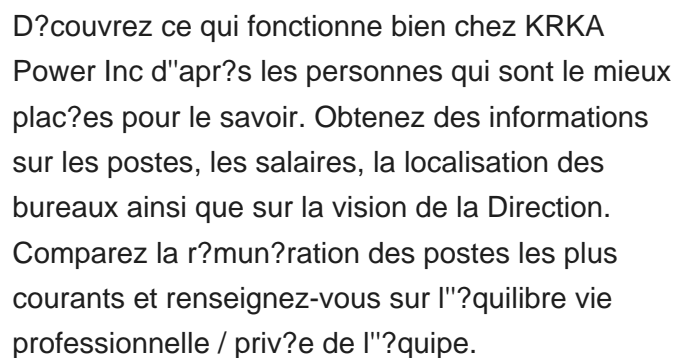 D?couvrez ce qui fonctionne bien chez KRKA
Power Inc d"apr?s les personnes qui sont le mieux
plac?es pour le savoir. Obtenez des informations
sur les postes, les salaires, la localisation des
bureaux ainsi que sur la vision de la Direction.
Comparez la r?mun?ration des postes les plus
courants et renseignez-vous sur l"?quilibre vie
professionnelle / priv?e de l"?quipe.